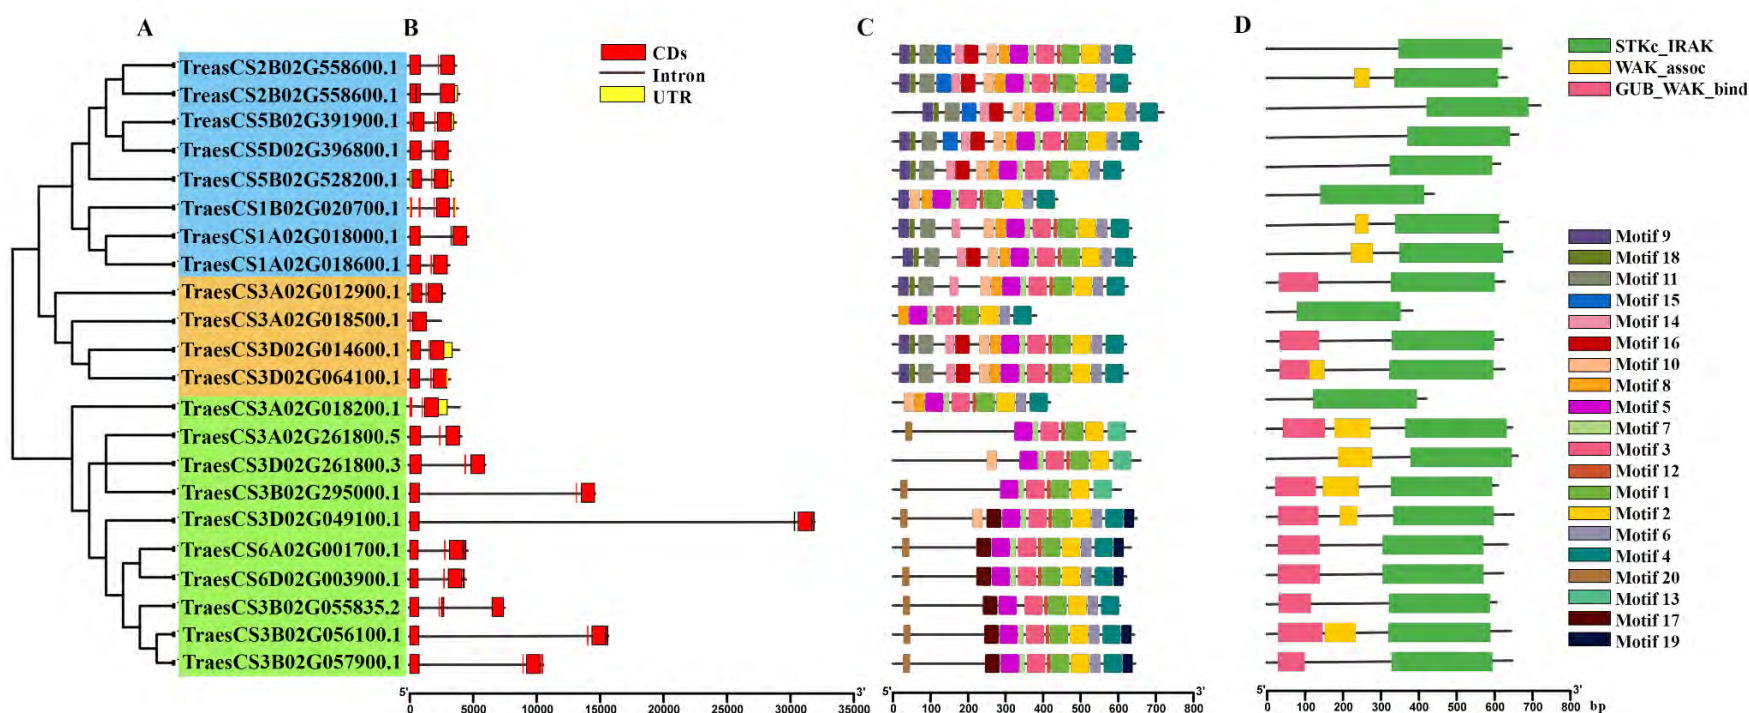 A
B
C
D
TreasCS2B02G558600.1
TreasCS2B02G558600.1
TreasCS5B02G391900.1
TraesCS5D02G396800.1
TraesCS5B02G528200.1
TraesCS1B02G020700.1
TraesCS1A02G018000.1
TraesCS1A02G018600.1
TraesCS3A02G012900.1
TraesCS3A02G018500.1
TraesCS3D02G014600.1
TraesCS3D02G064100.1
TraesCS3A02G018200.1
TraesCS3A02G261800.5
TraesCS3D02G261800.3
TraesCS3B02G295000.1
TraesCS3D02G049100.1
TraesCS6A02G001700.1
TraesCS6D02G003900.1
TraesCS3B02G055835.2
TraesCS3B02G056100.1
TraesCS3B02G057900.1
CDs
Intron
UTR
5' 3'
0 5000 10000 15000 20000 25000 30000 35000
3'
0 100 200 300 400 500 600 700 800
STKc_IRAK
WAK_assoc
GUB_WAK_bind
Motif 9
Motif 18
Motif 11
Motif 15
Motif 14
Motif 16
Motif 10
Motif 8
Motif 5
Motif 7
Motif 3
Motif 12
Motif 1
Motif 2
Motif 6
Motif 4
Motif 20
Motif 13
Motif 17
Motif 19
5' 3'
0 100 200 300 400 500 600 700 800 bp